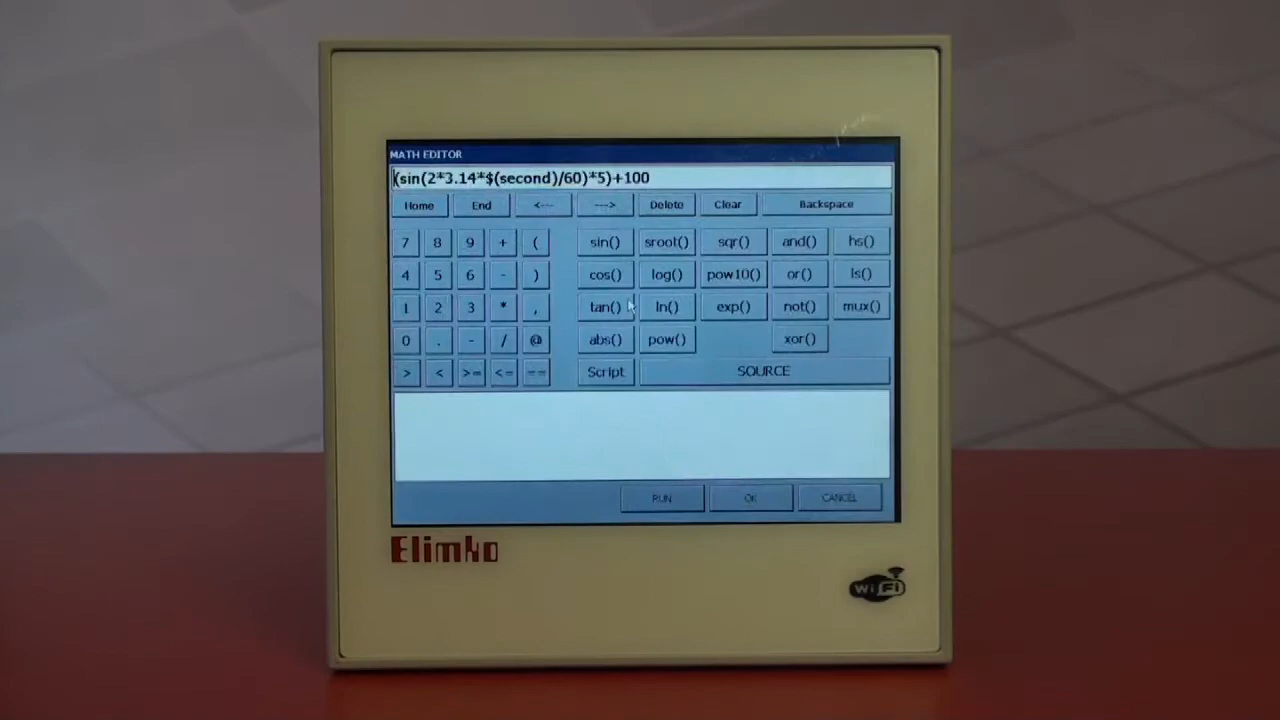 MATH EDITOR
(sin(2*3.14*$(second)/60)*5)+100
Home End <--- ---> Delete Clear Backspace
7 8 9 + ( sin() sroot() sqr() and() hs()
4 5 6 - ) cos() log() pow10() or() ls()
1 2 3 * , tan() ln() exp() not() mux()
0 . - / @ abs() pow() xor()
> < >= <= == Script SOURCE
RUN OK CANCEL
Elimko
WiFi